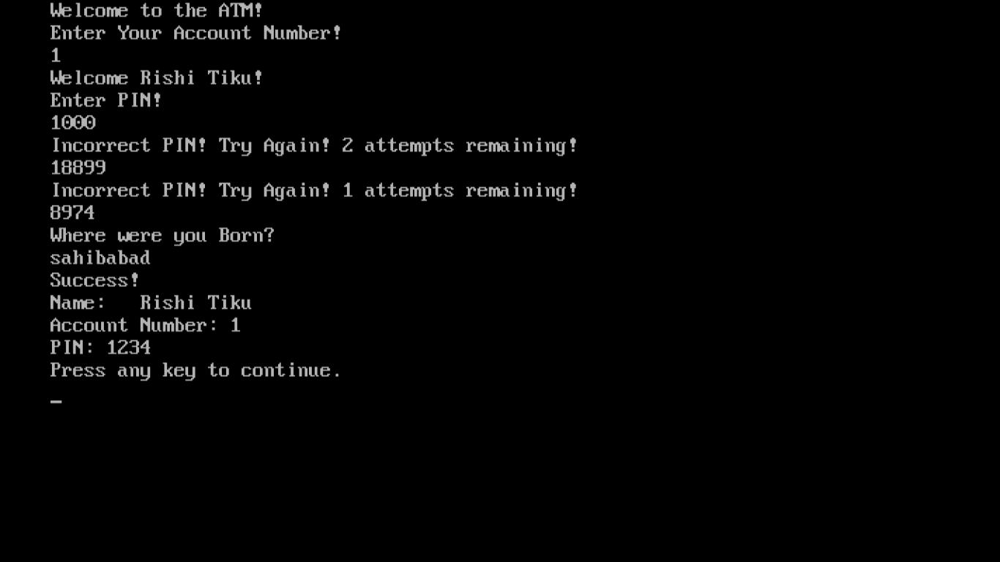 Welcome to the ATM!
Enter Your Account Number!
1
Welcome Rishi Tiku!
Enter PIN!
1000
Incorrect PIN! Try Again! 2 attempts remaining!
18899
Incorrect PIN! Try Again! 1 attempts remaining!
8974
Where were you Born?
sahibabad
Success!
Name:   Rishi Tiku
Account Number: 1
PIN: 1234
Press any key to continue.